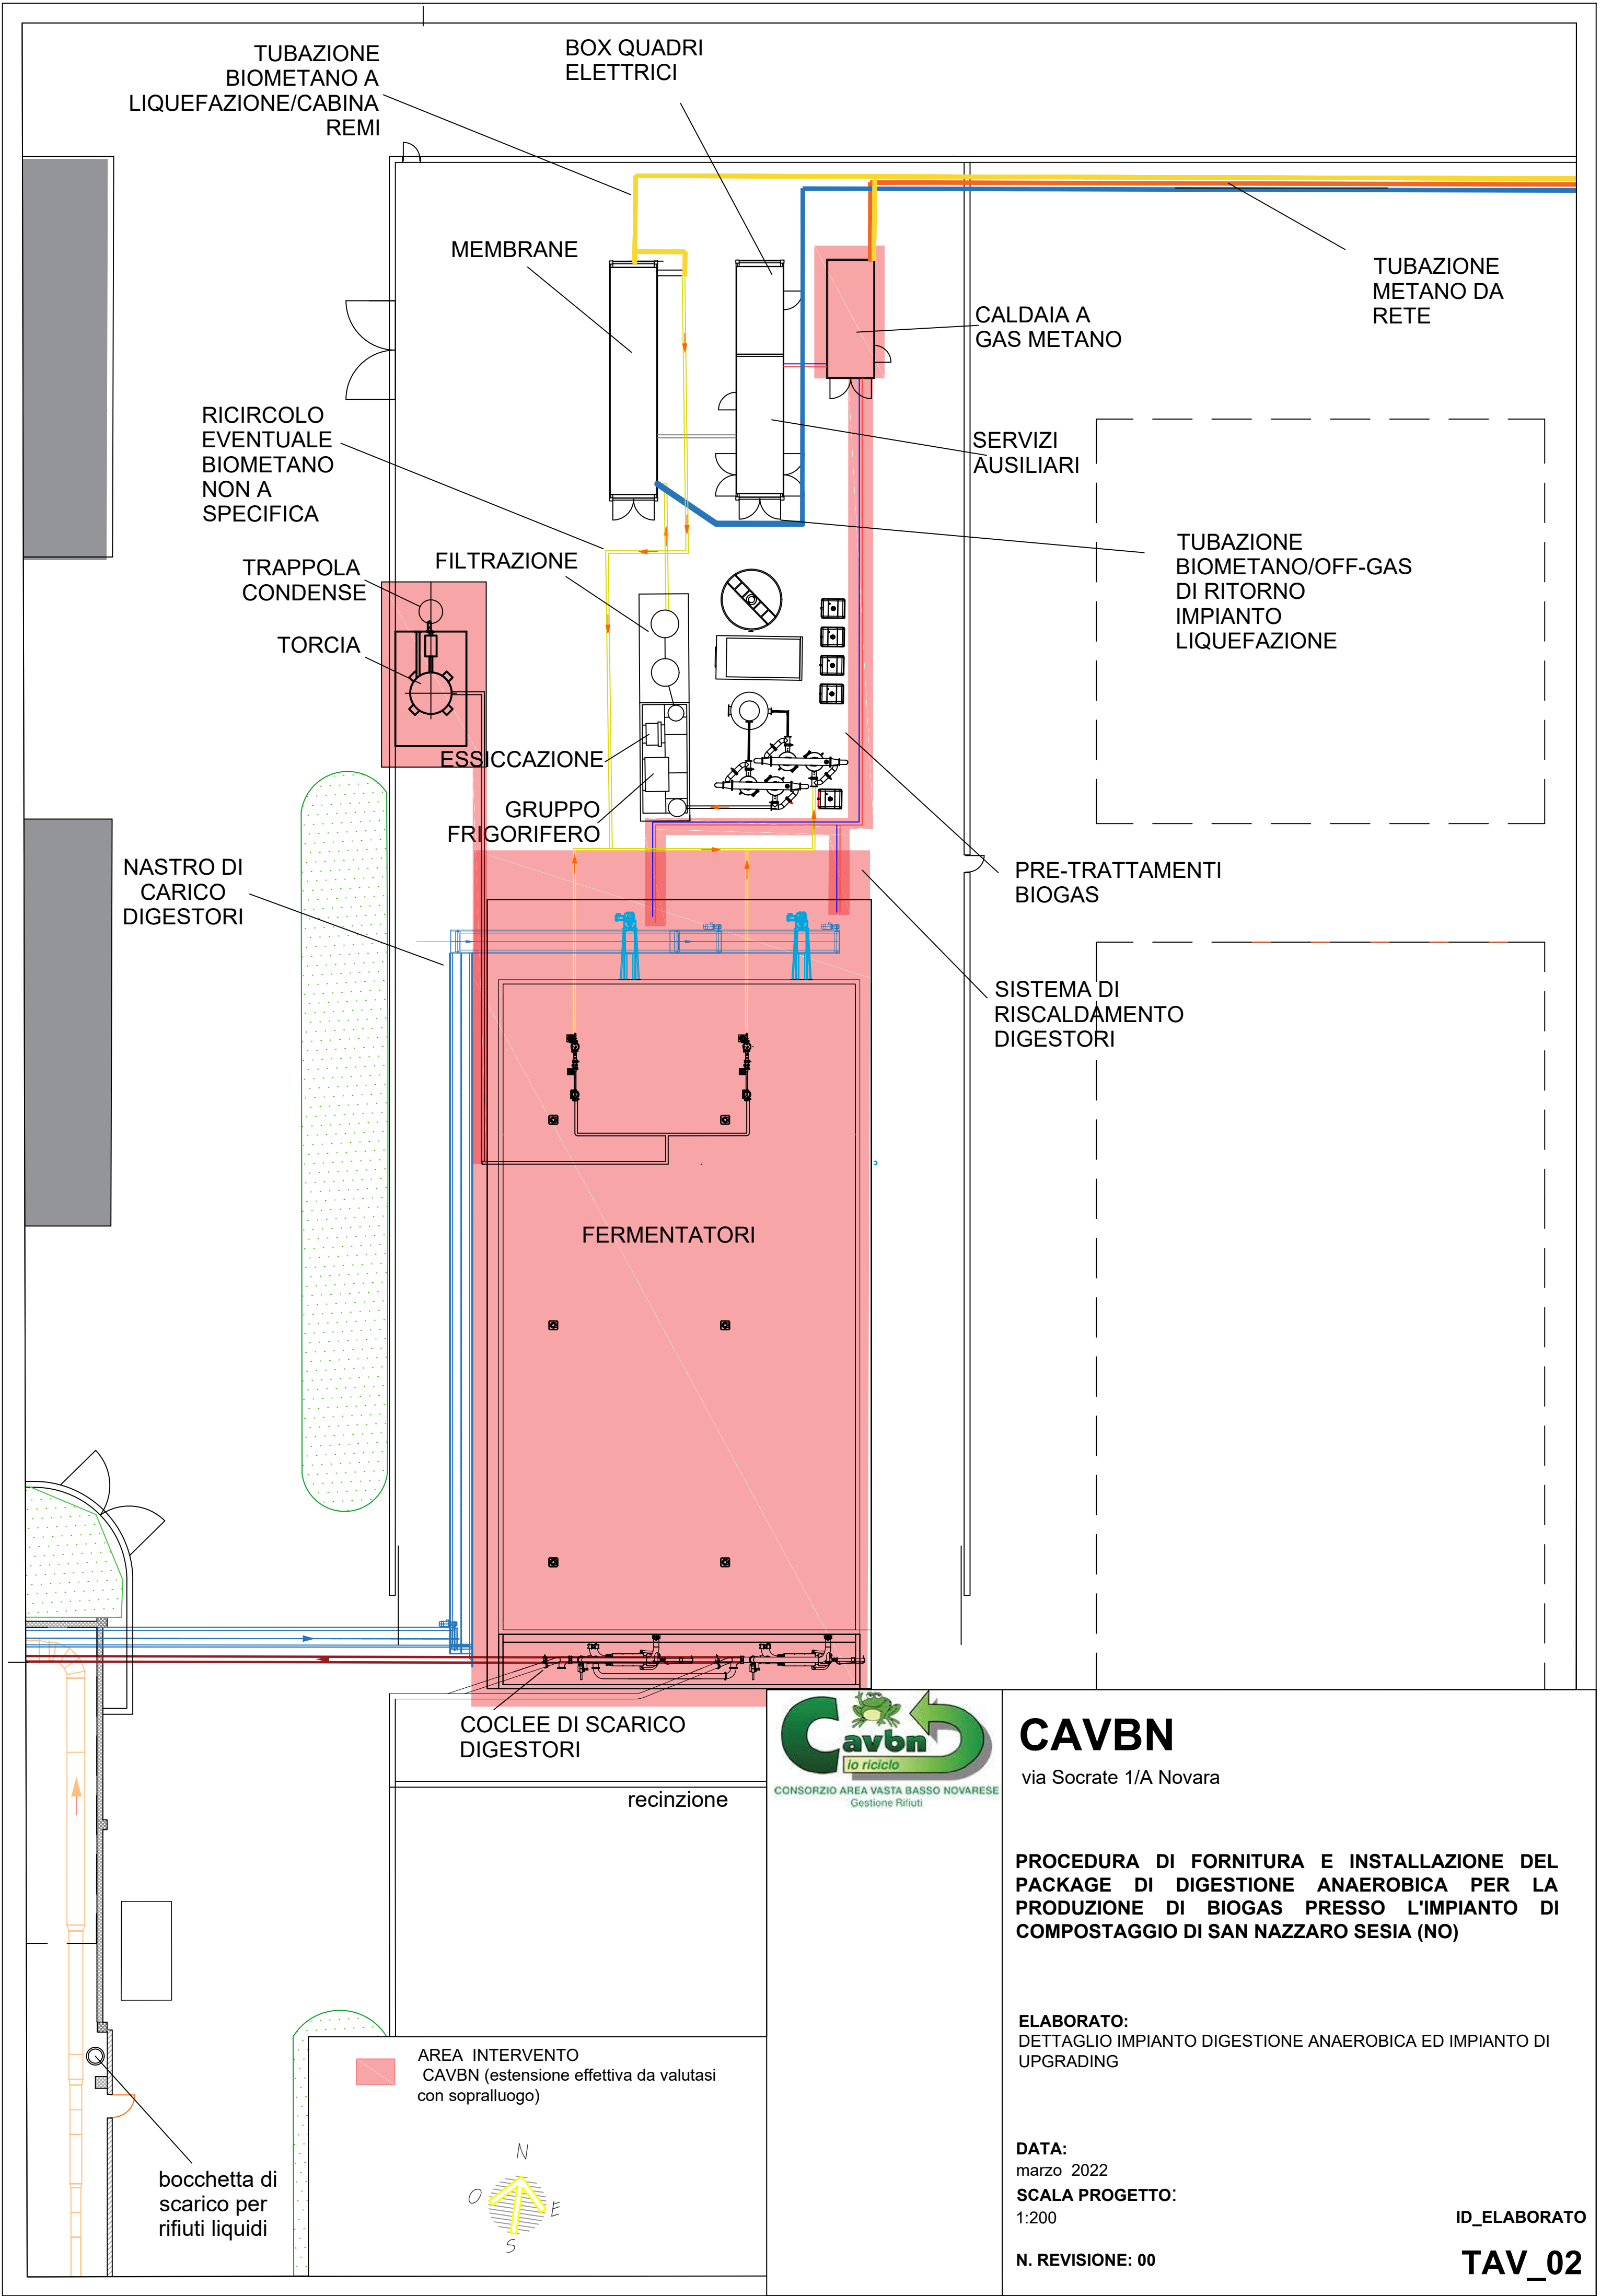 TUBAZIONE
BIOMETANO A
LIQUEFAZIONE/CABINA
REMI
BOX QUADRI
ELETTRICI
MEMBRANE
TUBAZIONE
METANO DA
RETE
CALDAIA A
GAS METANO
RICIRCOLO
EVENTUALE
BIOMETANO
NON A
SPECIFICA
SERVIZI
AUSILIARI
TRAPPOLA
CONDENSE
FILTRAZIONE
TUBAZIONE
BIOMETANO/OFF-GAS
DI RITORNO
IMPIANTO
LIQUEFAZIONE
TORCIA
ESSICCAZIONE
GRUPPO
FRIGORIFERO
NASTRO DI
CARICO
DIGESTORI
PRE-TRATTAMENTI
BIOGAS
SISTEMA DI
RISCALDAMENTO
DIGESTORI
FERMENTATORI
COCLEE DI SCARICO
DIGESTORI
recinzione
bocchetta di
scarico per
rifiuti liquidi
AREA INTERVENTO
CAVBN (estensione effettiva da valutasi
con sopralluogo)
N
O
E
S
Cavbn
io riciclo
CONSORZIO AREA VASTA BASSO NOVARESE
Gestione Rifiuti
CAVBN
via Socrate 1/A Novara
PROCEDURA DI FORNITURA E INSTALLAZIONE DEL
PACKAGE DI DIGESTIONE ANAEROBICA PER LA
PRODUZIONE DI BIOGAS PRESSO L'IMPIANTO DI
COMPOSTAGGIO DI SAN NAZZARO SESIA (NO)
ELABORATO:
DETTAGLIO IMPIANTO DIGESTIONE ANAEROBICA ED IMPIANTO DI
UPGRADING
DATA:
marzo 2022
SCALA PROGETTO:
1:200
ID_ELABORATO
N. REVISIONE: 00
TAV_02